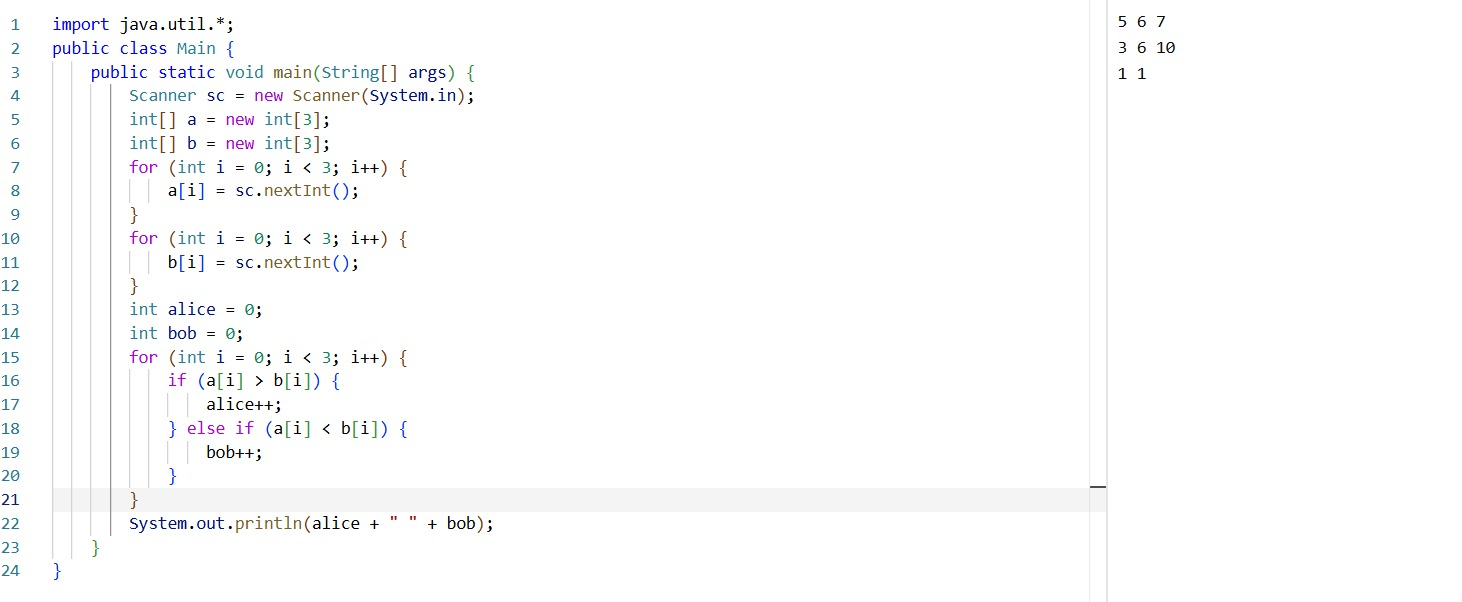 1 import java.util.*;
2 public class Main {
3     public static void main(String[] args) {
4         Scanner sc = new Scanner(System.in);
5         int[] a = new int[3];
6         int[] b = new int[3];
7         for (int i = 0; i < 3; i++) {
8             a[i] = sc.nextInt();
9         }
10         for (int i = 0; i < 3; i++) {
11             b[i] = sc.nextInt();
12         }
13         int alice = 0;
14         int bob = 0;
15         for (int i = 0; i < 3; i++) {
16             if (a[i] > b[i]) {
17                 alice++;
18             } else if (a[i] < b[i]) {
19                 bob++;
20             }
21         }
22         System.out.println(alice + " " + bob);
23     }
24 }
5 6 7
3 6 10
1 1